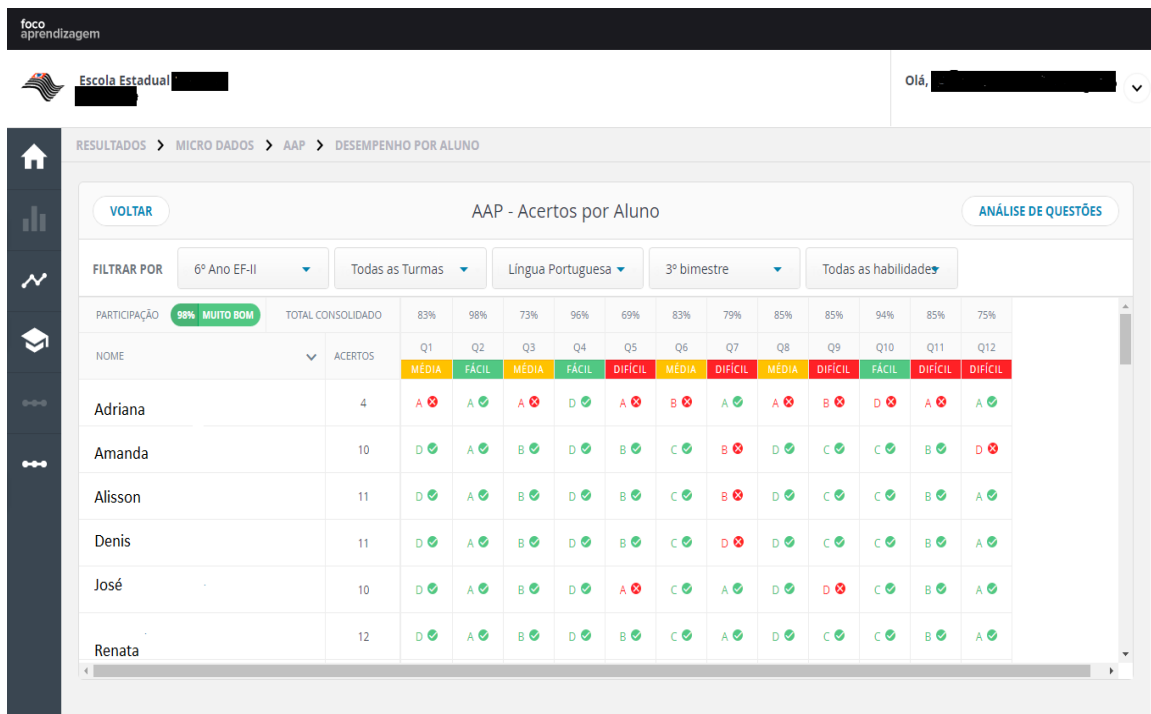 foco
aprendizagem
Escola Estadual
Olá,
RESULTADOS > MICRO DADOS > AAP > DESEMPENHO POR ALUNO
VOLTAR
AAP - Acertos por Aluno
ANÁLISE DE QUESTÕES
FILTRAR POR 6º Ano EF-II Todas as Turmas Língua Portuguesa 3º bimestre Todas as habilidades
PARTICIPAÇÃO 98% MUITO BOM TOTAL CONSOLIDADO 83% 98% 73% 96% 69% 83% 79% 85% 85% 94% 85% 75%
NOME ACERTOS Q1 Q2 Q3 Q4 Q5 Q6 Q7 Q8 Q9 Q10 Q11 Q12
MÉDIA FÁCIL MÉDIA FÁCIL DIFÍCIL MÉDIA DIFÍCIL MÉDIA DIFÍCIL FÁCIL DIFÍCIL DIFÍCIL
Adriana 4 A A A D A B A A B D A A
Amanda 10 D A B D B C B D C C B D
Alisson 11 D A B D B C B D C C B A
Denis 11 D A B D B C D D C C B A
José 10 D A B D A C A D D C B A
Renata 12 D A B D B C A D C C B A